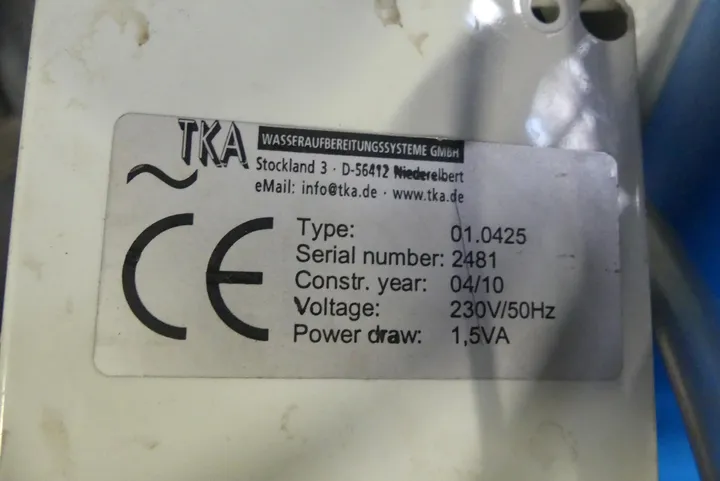 TKA WASSERAUFBEREITUNGSSYSTEME GMBH
Stockland 3 · D-56412 Niederelbert
eMail: info@tka.de · www.tka.de
CE
Type: 01.0425
Serial number: 2481
Constr. year: 04/10
Voltage: 230V/50Hz
Power draw: 1,5VA